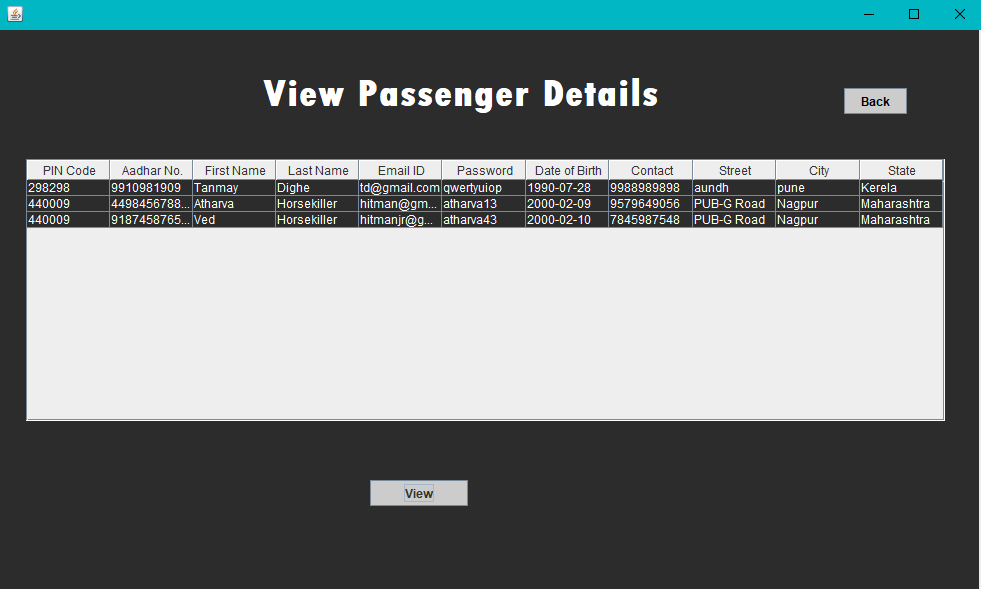 View Passenger Details
Back
PIN Code Aadhar No. First Name Last Name Email ID Password Date of Birth Contact Street City State
298298 9910981909 Tanmay Dighe td@gmail.com qwertyuiop 1990-07-28 9988989898 aundh pune Kerela
440009 4498456788... Atharva Horsekiller hitman@gm... atharva13 2000-02-09 9579649056 PUB-G Road Nagpur Maharashtra
440009 9187458765... Ved Horsekiller hitmanjr@g... atharva43 2000-02-10 7845987548 PUB-G Road Nagpur Maharashtra
View